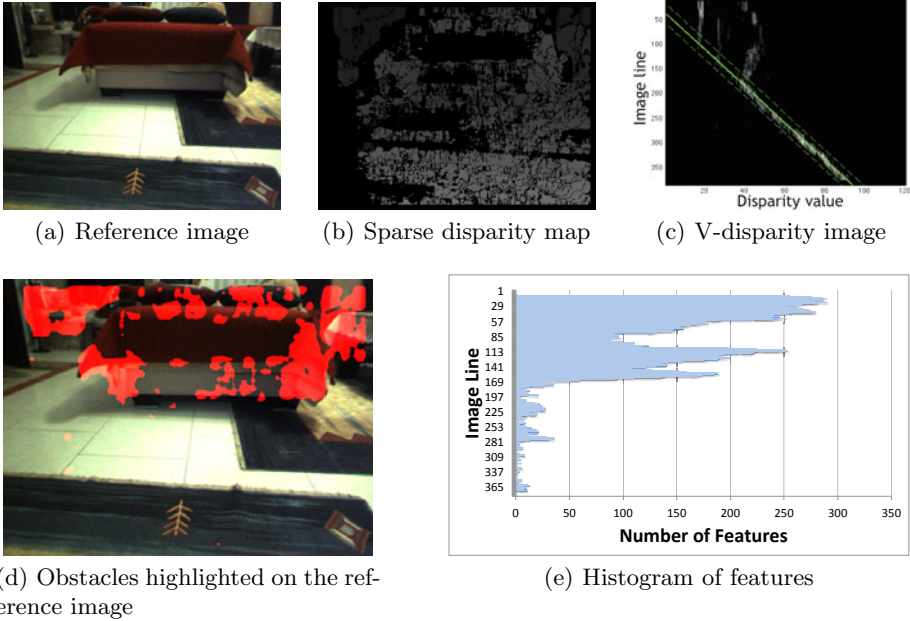 50
100
150
200
250
300
350
Image line
20
40
60
80
100
120
Disparity value
(a) Reference image
(b) Sparse disparity map
(c) V-disparity image
1
29
57
85
113
141
169
197
225
253
281
309
337
365
Image Line
0 50 100 150 200 250 300 350
Number of Features
(d) Obstacles highlighted on the ref-
erence image
(e) Histogram of features